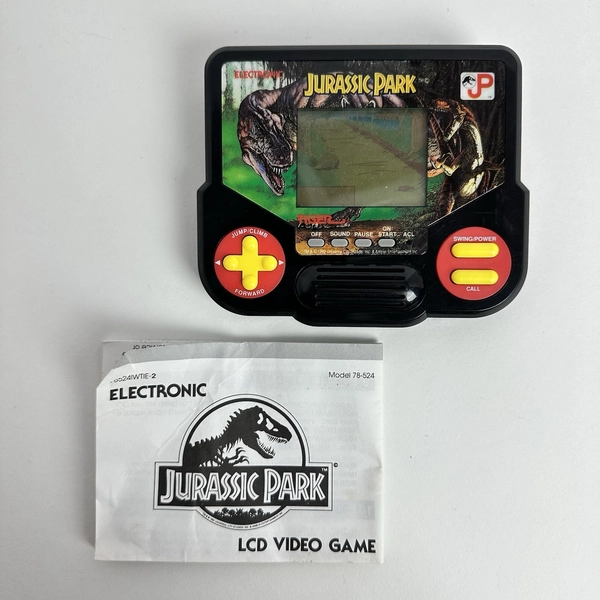 ELECTRONIC
JURASSIC PARK
JP
TIGER
OFF SOUND PAUSE ON START ACL
JUMP/CLIMB
FORWARD
SWING/POWER
CALL
Model 78-524
ELECTRONIC
JURASSIC PARK
LCD VIDEO GAME